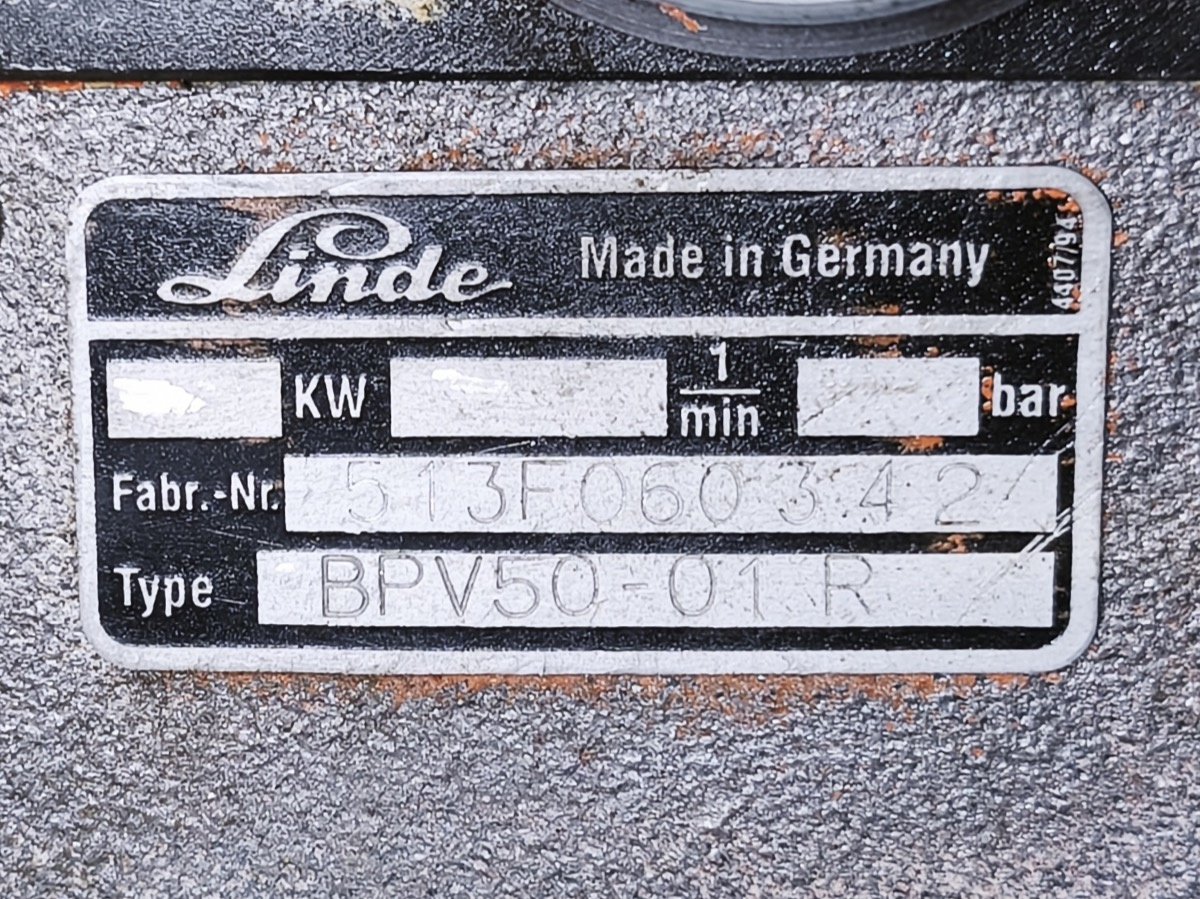 Linde Made in Germany
4407/94
KW 1/min bar
Fabr.-Nr. 513F060342
Type BPV50-01 R